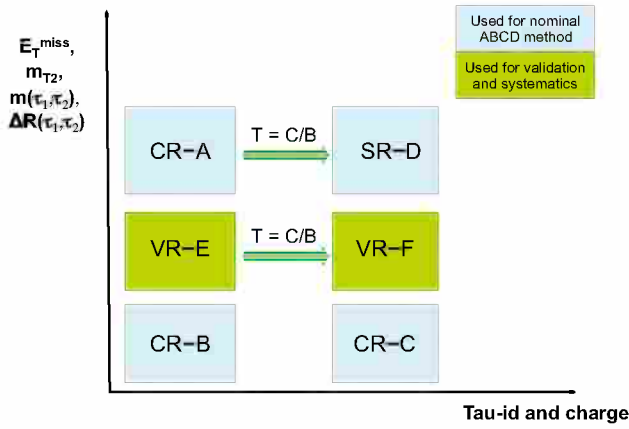 E_T^miss,
m_T2,
m(τ₁,τ₂),
ΔR(τ₁,τ₂)
Used for nominal
ABCD method
Used for validation
and systematics
CR–A
T = C/B
SR–D
VR–E
T = C/B
VR–F
CR–B
CR–C
Tau-id and charge